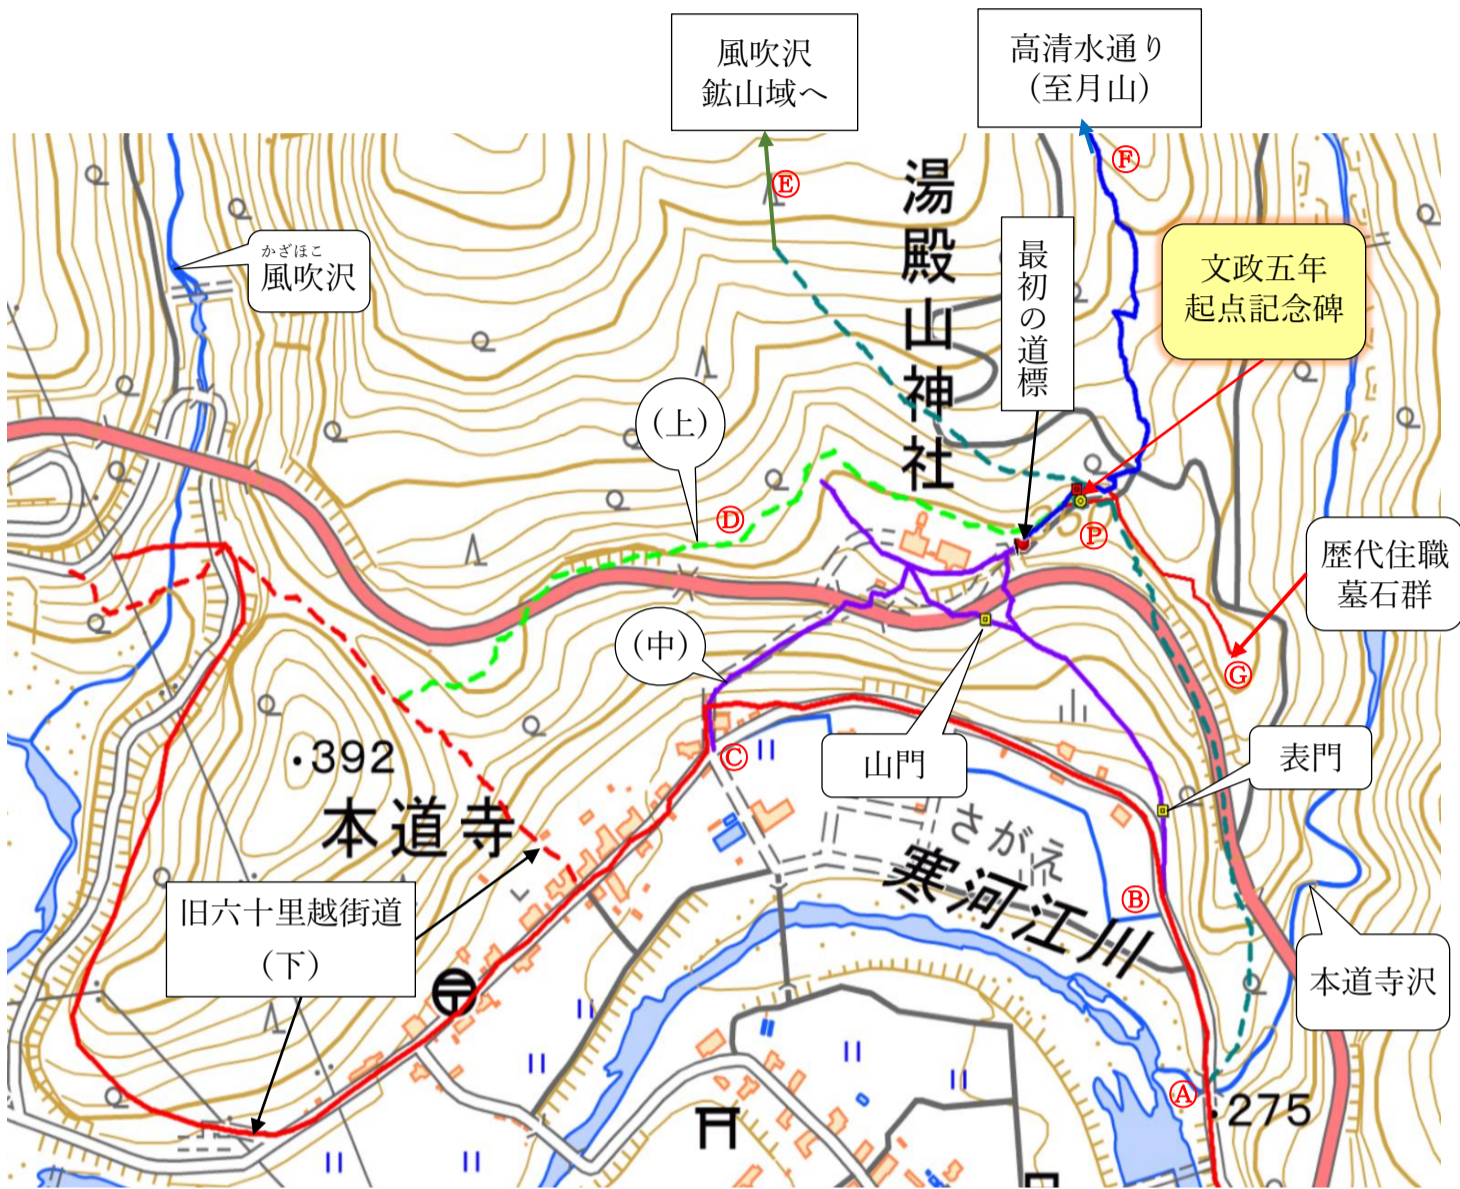 風吹沢
鉱山域へ
高清水通り
(至月山)
Ⓔ
Ⓕ
湯殿山神社
最初の道標
文政五年
起点記念碑
かざほこ
風吹沢
(上)
Ⓓ
Ⓟ
歴代住職
墓石群
(中)
Ⓖ
山門
表門
Ⓒ
・392
本道寺
さがえ
寒河江川
Ⓑ
旧六十里越街道
(下)
本道寺沢
Ⓐ
・275